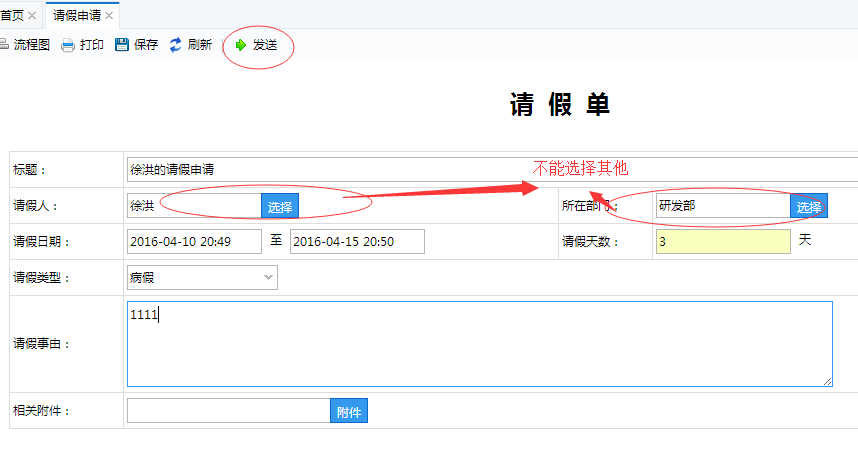 首页 请假申请
流程图 打印 保存 刷新 发送
请 假 单
标题： 徐洪的请假申请
不能选择其他
请假人： 徐洪 选择 所在部门： 研发部 选择
请假日期： 2016-04-10 20:49 至 2016-04-15 20:50 请假天数： 3 天
请假类型： 病假
请假事由： 1111
相关附件： 附件